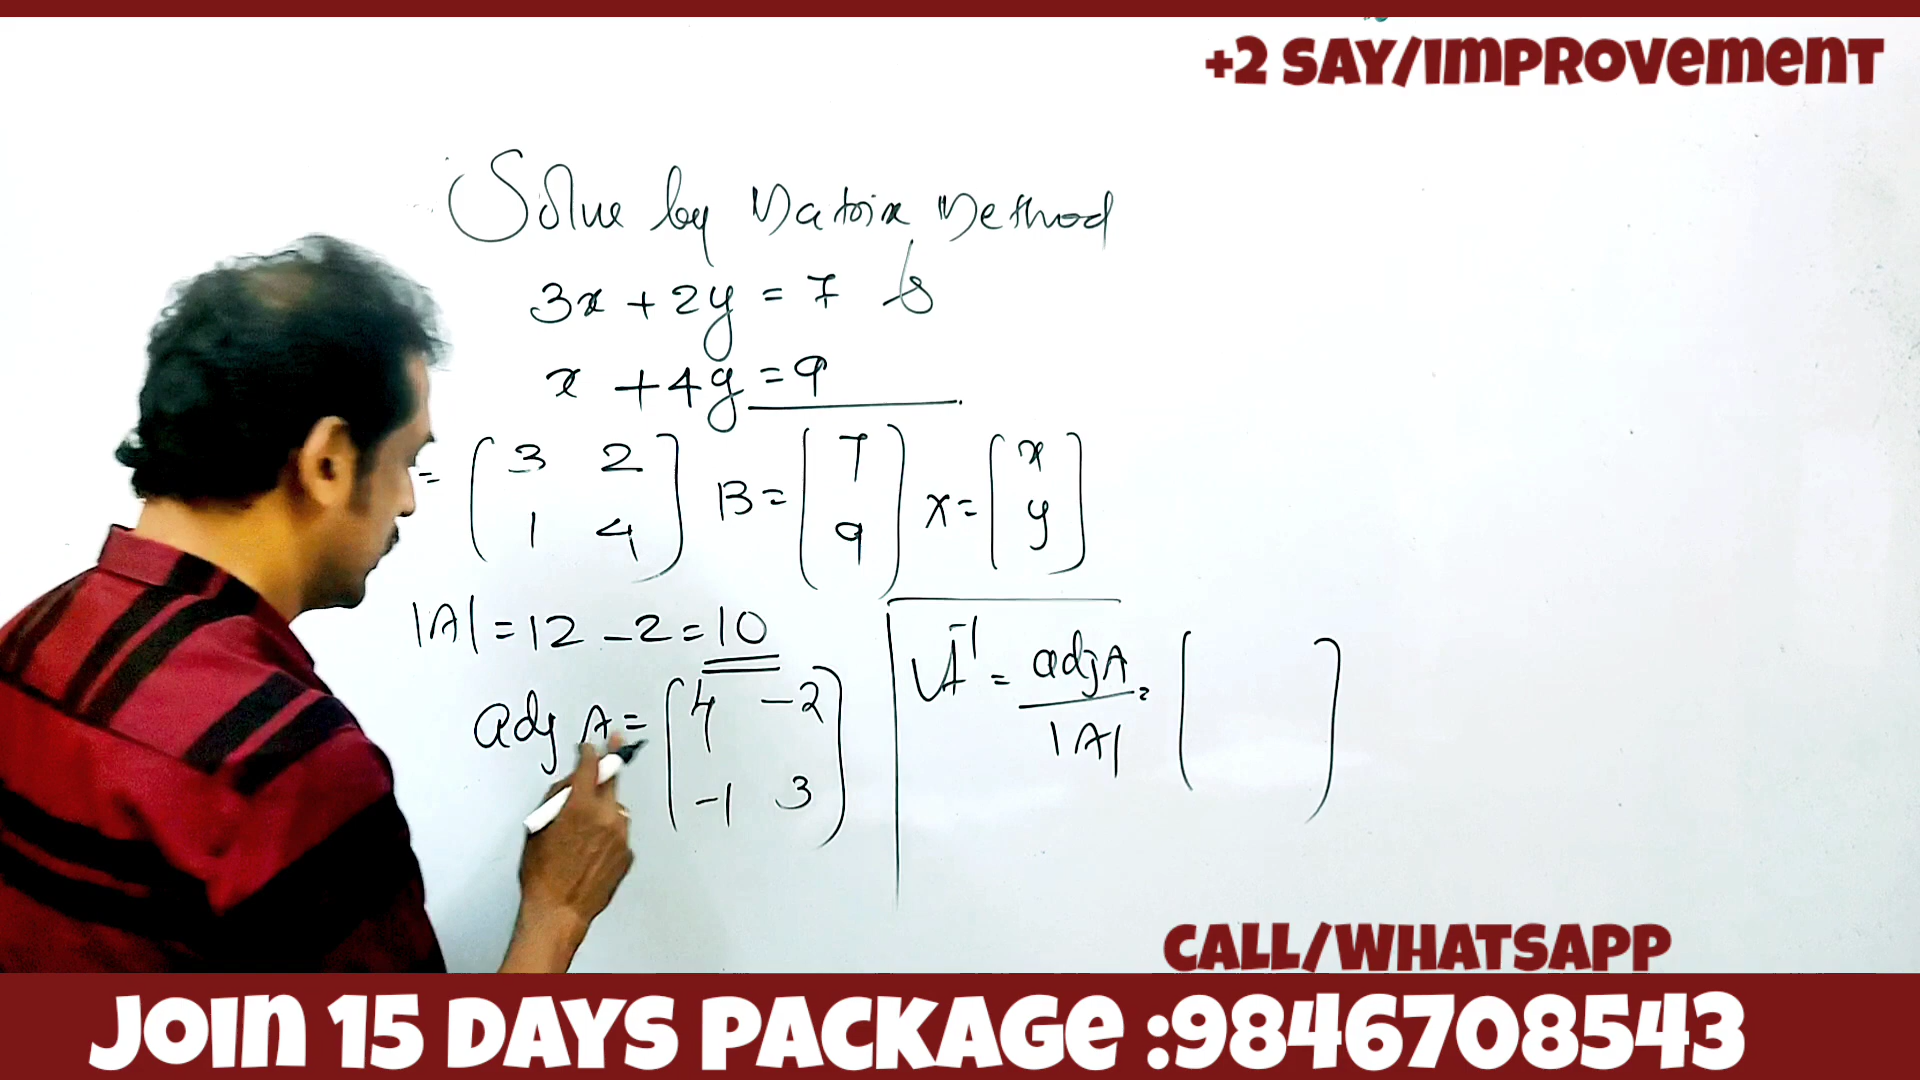 +2 SAY/IMPROVEMENT
Solve by Matrix Method
3x + 2y = 7
x + 4y = 9
= ( 3 2 ) B = ( 7 ) X = ( x )
( 1 4 ) ( 9 ) ( y )
|A| = 12 - 2 = 10
adj A = ( 4 -2 )
( -1 3 )
A⁻¹ = adj A / |A| = ( )
CALL/WHATSAPP
JOIN 15 DAYS PACKAGE :9846708543